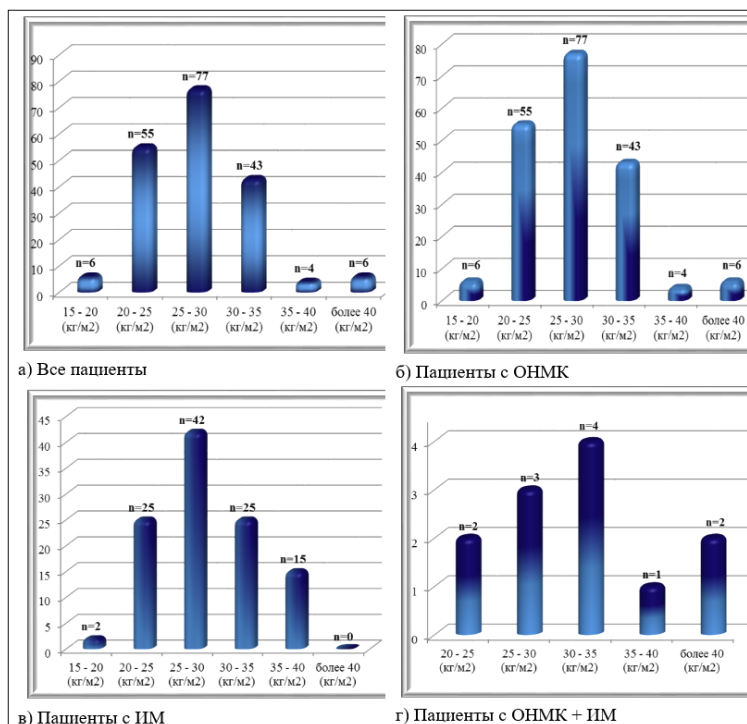 90
80
70
60
50
40
30
20
10
0
n=6
n=55
n=77
n=43
n=4
n=6
15 - 20 20 - 25 25 - 30 30 - 35 35 - 40 более 40
(кг/м2) (кг/м2) (кг/м2) (кг/м2) (кг/м2) (кг/м2)
а) Все пациенты
80
70
60
50
40
30
20
10
0
n=6
n=55
n=77
n=43
n=4
n=6
15 - 20 20 - 25 25 - 30 30 - 35 35 - 40 более 40
(кг/м2) (кг/м2) (кг/м2) (кг/м2) (кг/м2) (кг/м2)
б) Пациенты с ОНМК
45
40
35
30
25
20
15
10
5
0
n=2
n=25
n=42
n=25
n=15
n=0
15 - 20 20 - 25 25 - 30 30 - 35 35 - 40 более 40
(кг/м2) (кг/м2) (кг/м2) (кг/м2) (кг/м2) (кг/м2)
в) Пациенты с ИМ
4
3
2
1
0
n=2
n=3
n=4
n=1
n=2
20 - 25 25 - 30 30 - 35 35 - 40 более 40
(кг/м2) (кг/м2) (кг/м2) (кг/м2) (кг/м2)
г) Пациенты с ОНМК + ИМ